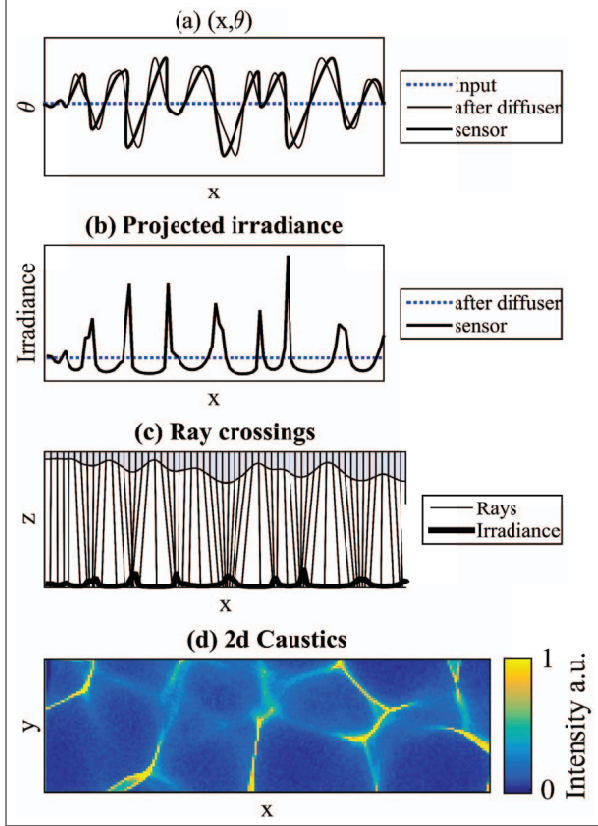 (a) (x,θ)
θ
input
after diffuser
sensor
x
(b) Projected irradiance
Irradiance
after diffuser
sensor
x
(c) Ray crossings
z
Rays
Irradiance
x
(d) 2d Caustics
y
1
0
Intensity a.u.
x